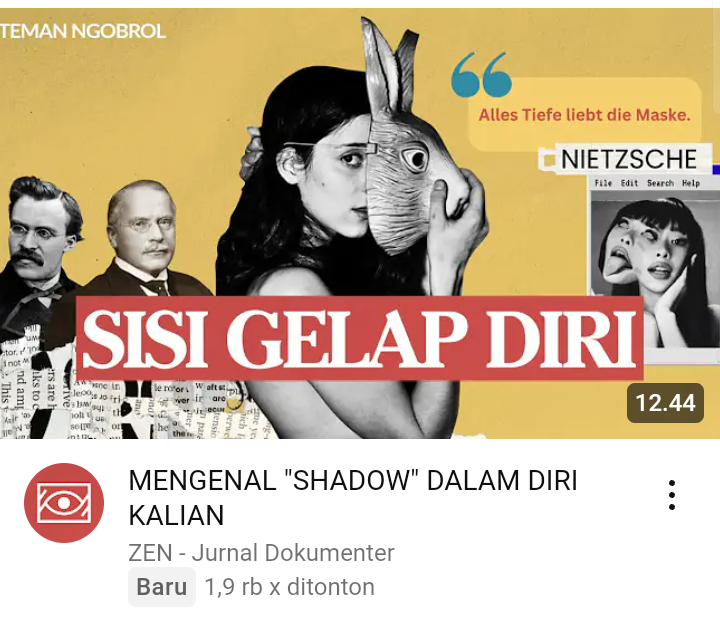 TEMAN NGOBROL
Alles Tiefe liebt die Maske.
NIETZSCHE
File Edit Search Help
SISI GELAP DIRI
12.44
MENGENAL "SHADOW" DALAM DIRI
KALIAN
ZEN - Jurnal Dokumenter
Baru 1,9 rb x ditonton